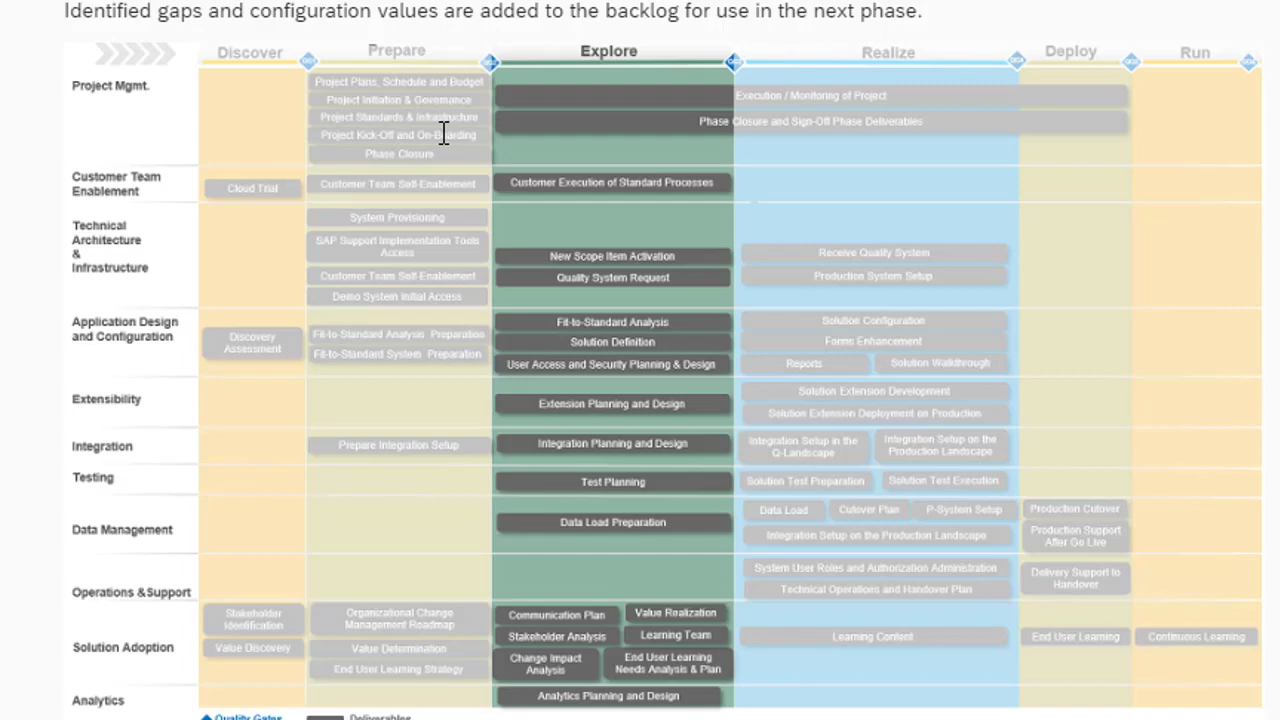 Identified gaps and configuration values are added to the backlog for use in the next phase.
Discover
Prepare
Explore
Realize
Deploy
Run
Project Mgmt.
Project Plans, Schedule and Budget
Project Initiation & Governance
Project Standards & Infrastructure
Project Kick-Off and On-Boarding
Phase Closure
Execution / Monitoring of Project
Phase Closure and Sign-Off Phase Deliverables
Customer Team
Enablement
Cloud Trial
Customer Team Self-Enablement
Customer Execution of Standard Processes
Technical
Architecture
&
Infrastructure
System Provisioning
SAP Support Implementation Tools
Access
Customer Team Self-Enablement
Demo System Initial Access
New Scope Item Activation
Quality System Request
Receive Quality System
Production System Setup
Application Design
and Configuration
Discovery
Assessment
Fit-to-Standard Analysis Preparation
Fit-to-Standard System Preparation
Fit-to-Standard Analysis
Solution Definition
User Access and Security Planning & Design
Solution Configuration
Forms Enhancement
Reports
Solution Walkthrough
Extensibility
Extension Planning and Design
Solution Extension Development
Solution Extension Deployment on Production
Integration
Prepare Integration Setup
Integration Planning and Design
Integration Setup in the
Q-Landscape
Integration Setup on the
Production Landscape
Testing
Test Planning
Solution Test Preparation
Solution Test Execution
Data Management
Data Load Preparation
Data Load
Cutover Plan
P-System Setup
Integration Setup on the Production Landscape
Production Cutover
Production Support
After Go Live
Operations &Support
System User Roles and Authorization Administration
Technical Operations and Handover Plan
Delivery Support to
Handover
Solution Adoption
Stakeholder
Identification
Value Discovery
Organizational Change
Management Roadmap
Value Determination
End User Learning Strategy
Communication Plan
Value Realization
Stakeholder Analysis
Learning Team
Change Impact
Analysis
End User Learning
Needs Analysis & Plan
Learning Content
End User Learning
Continuous Learning
Analytics
Analytics Planning and Design
Quality Gates
Deliverables